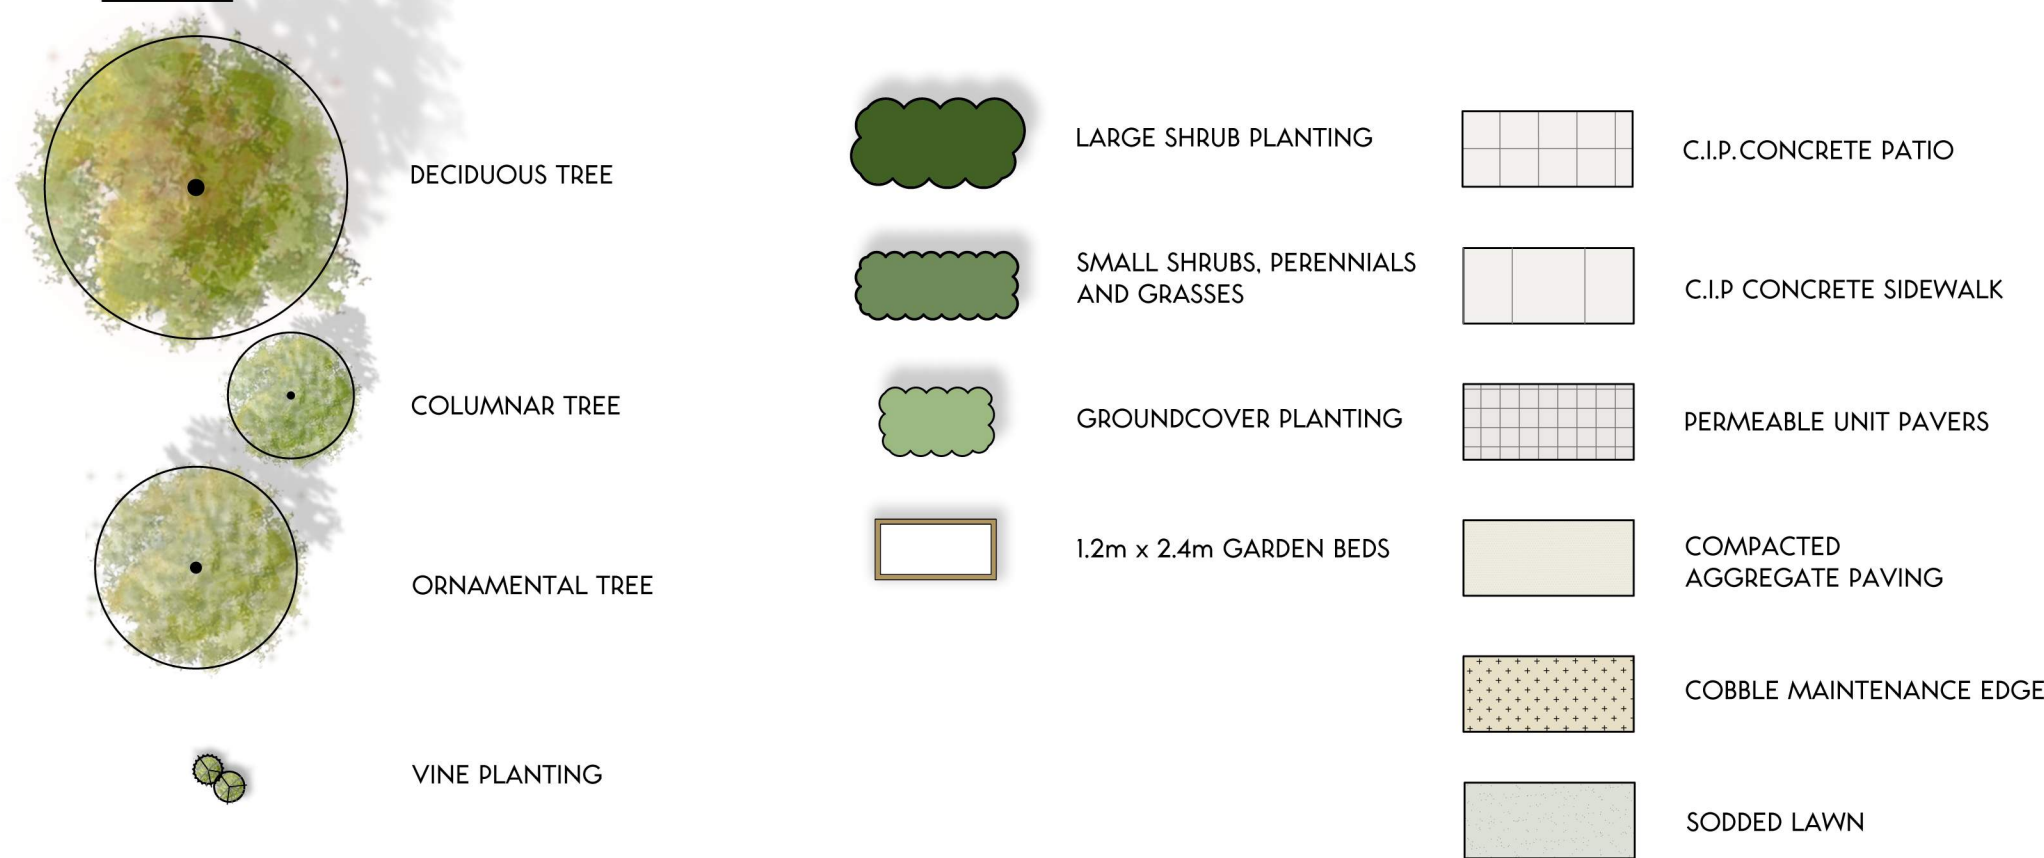 DECIDUOUS TREE
COLUMNAR TREE
ORNAMENTAL TREE
VINE PLANTING
LARGE SHRUB PLANTING
SMALL SHRUBS, PERENNIALS
AND GRASSES
GROUNDCOVER PLANTING
1.2m x 2.4m GARDEN BEDS
C.I.P. CONCRETE PATIO
C.I.P CONCRETE SIDEWALK
PERMEABLE UNIT PAVERS
COMPACTED
AGGREGATE PAVING
COBBLE MAINTENANCE EDGE
SODDED LAWN